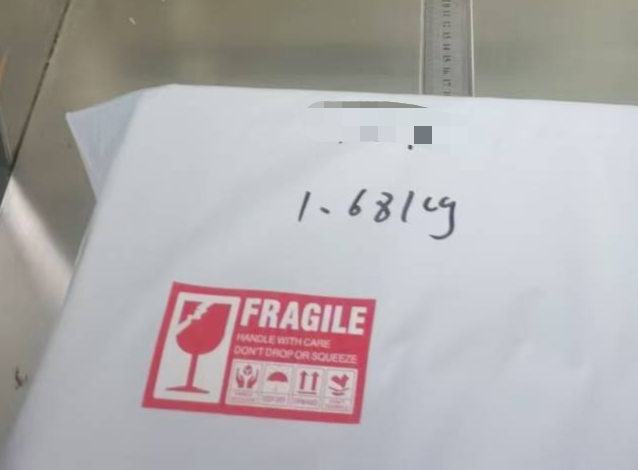 1.68kg
FRAGILE
HANDLE WITH CARE
DON'T DROP OR SQUEEZE